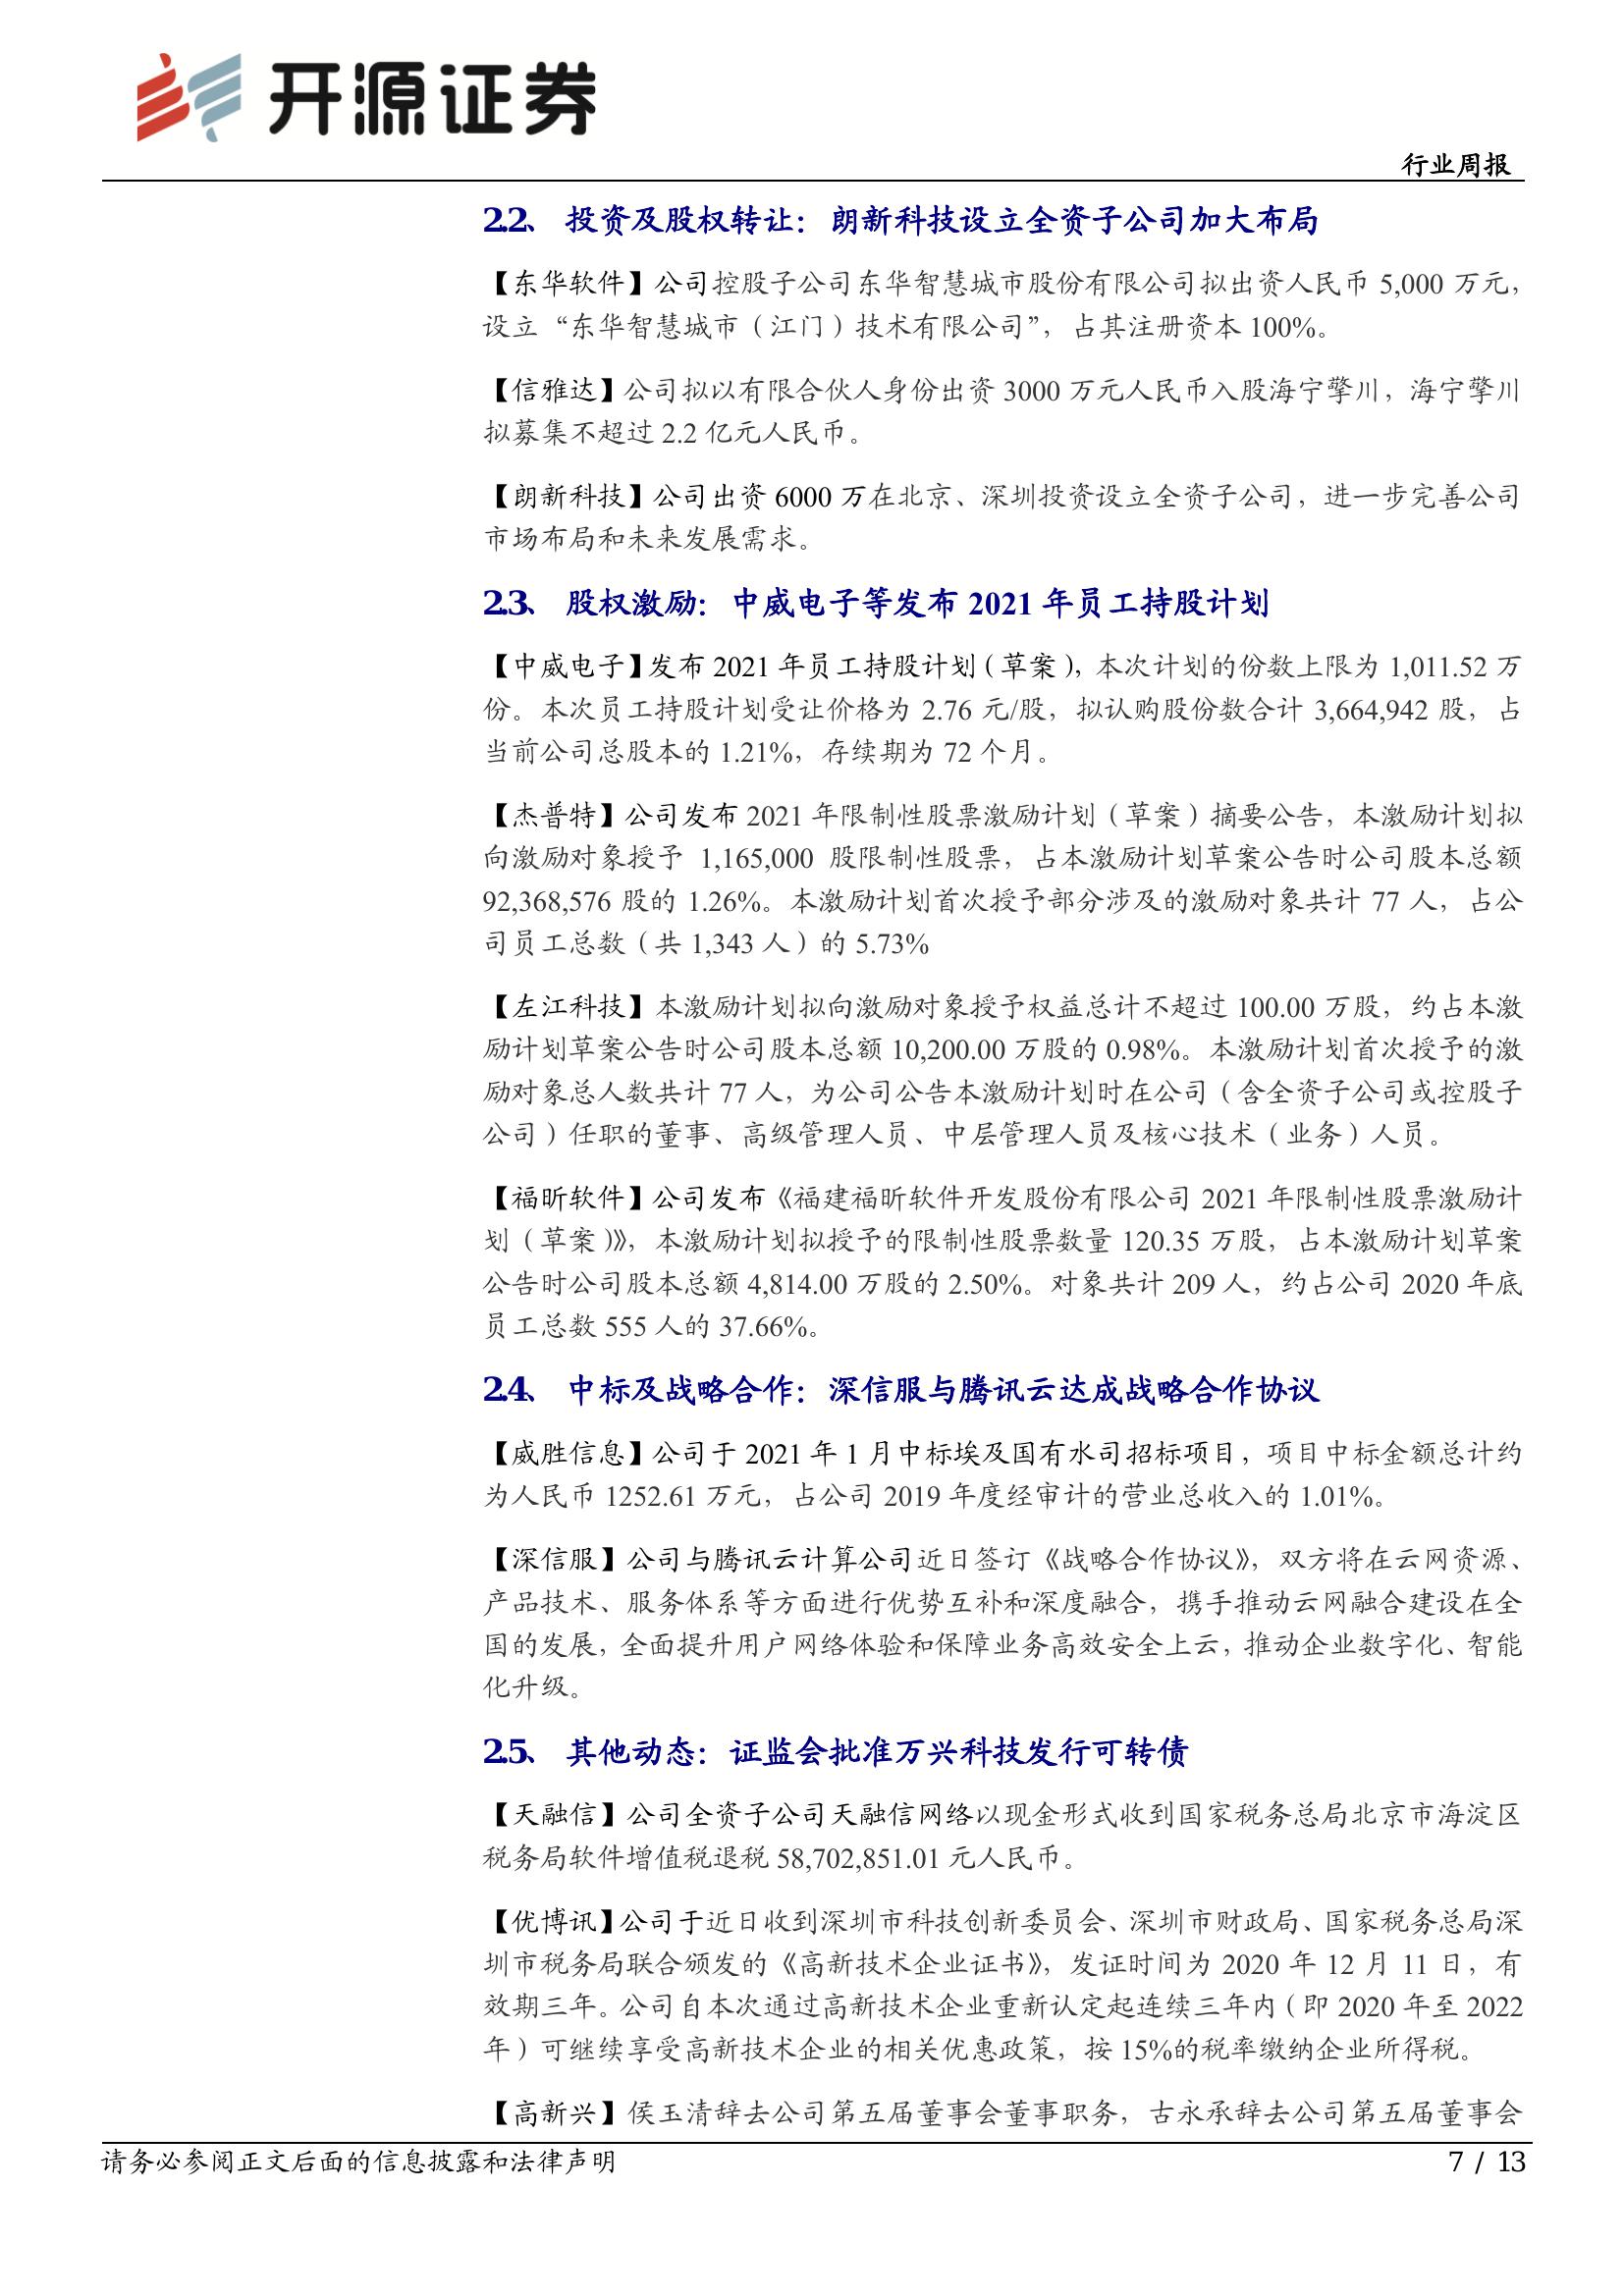 开源证券
行业周报
2.2、 投资及股权转让：朗新科技设立全资子公司加大布局
【东华软件】公司控股子公司东华智慧城市股份有限公司拟出资人民币 5,000 万元，
设立“东华智慧城市（江门）技术有限公司”，占其注册资本 100%。
【信雅达】公司拟以有限合伙人身份出资 3000 万元人民币入股海宁擎川，海宁擎川
拟募集不超过 2.2 亿元人民币。
【朗新科技】公司出资 6000 万在北京、深圳投资设立全资子公司，进一步完善公司
市场布局和未来发展需求。
2.3、 股权激励：中威电子等发布 2021 年员工持股计划
【中威电子】发布 2021 年员工持股计划（草案），本次计划的份数上限为 1,011.52 万
份。本次员工持股计划受让价格为 2.76 元/股，拟认购股份数合计 3,664,942 股，占
当前公司总股本的 1.21%，存续期为 72 个月。
【杰普特】公司发布 2021 年限制性股票激励计划（草案）摘要公告，本激励计划拟
向激励对象授予 1,165,000 股限制性股票，占本激励计划草案公告时公司股本总额
92,368,576 股的 1.26%。本激励计划首次授予部分涉及的激励对象共计 77 人，占公
司员工总数（共 1,343 人）的 5.73%
【左江科技】本激励计划拟向激励对象授予权益总计不超过 100.00 万股，约占本激
励计划草案公告时公司股本总额 10,200.00 万股的 0.98%。本激励计划首次授予的激
励对象总人数共计 77 人，为公司公告本激励计划时在公司（含全资子公司或控股子
公司）任职的董事、高级管理人员、中层管理人员及核心技术（业务）人员。
【福昕软件】公司发布《福建福昕软件开发股份有限公司 2021 年限制性股票激励计
划（草案）》，本激励计划拟授予的限制性股票数量 120.35 万股，占本激励计划草案
公告时公司股本总额 4,814.00 万股的 2.50%。对象共计 209 人，约占公司 2020 年底
员工总数 555 人的 37.66%。
2.4、 中标及战略合作：深信服与腾讯云达成战略合作协议
【威胜信息】公司于 2021 年 1 月中标埃及国有水司招标项目，项目中标金额总计约
为人民币 1252.61 万元，占公司 2019 年度经审计的营业总收入的 1.01%。
【深信服】公司与腾讯云计算公司近日签订《战略合作协议》，双方将在云网资源、
产品技术、服务体系等方面进行优势互补和深度融合，携手推动云网融合建设在全
国的发展，全面提升用户网络体验和保障业务高效安全上云，推动企业数字化、智能
化升级。
2.5、 其他动态：证监会批准万兴科技发行可转债
【天融信】公司全资子公司天融信网络以现金形式收到国家税务总局北京市海淀区
税务局软件增值税退税 58,702,851.01 元人民币。
【优博讯】公司于近日收到深圳市科技创新委员会、深圳市财政局、国家税务总局深
圳市税务局联合颁发的《高新技术企业证书》，发证时间为 2020 年 12 月 11 日，有
效期三年。公司自本次通过高新技术企业重新认定起连续三年内（即 2020 年至 2022
年）可继续享受高新技术企业的相关优惠政策，按 15%的税率缴纳企业所得税。
【高新兴】侯玉清辞去公司第五届董事会董事职务，古永承辞去公司第五届董事会
请务必参阅正文后面的信息披露和法律声明
7 / 13